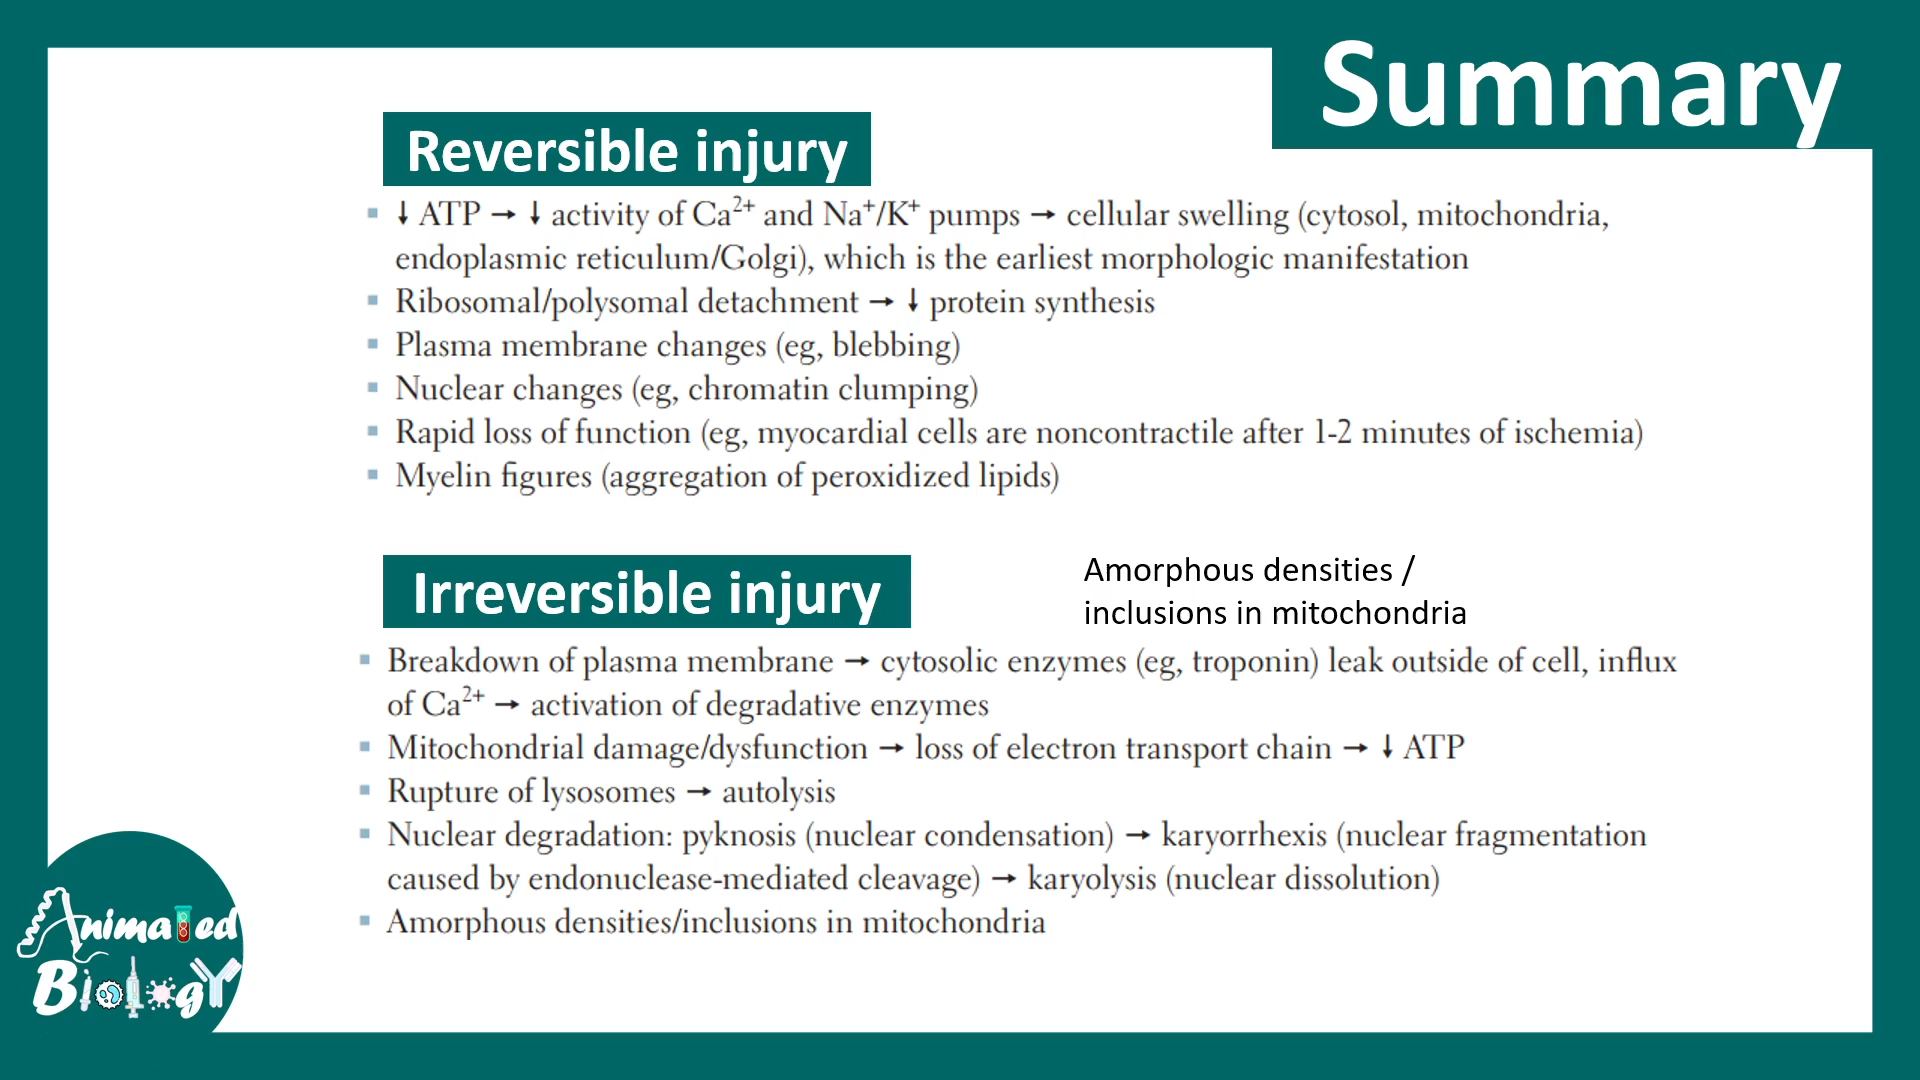 Summary
Reversible injury
▪ ↓ ATP → ↓ activity of Ca²⁺ and Na⁺/K⁺ pumps → cellular swelling (cytosol, mitochondria,
endoplasmic reticulum/Golgi), which is the earliest morphologic manifestation
▪ Ribosomal/polysomal detachment → ↓ protein synthesis
▪ Plasma membrane changes (eg, blebbing)
▪ Nuclear changes (eg, chromatin clumping)
▪ Rapid loss of function (eg, myocardial cells are noncontractile after 1-2 minutes of ischemia)
▪ Myelin figures (aggregation of peroxidized lipids)
Irreversible injury
Amorphous densities /
inclusions in mitochondria
▪ Breakdown of plasma membrane → cytosolic enzymes (eg, troponin) leak outside of cell, influx
of Ca²⁺ → activation of degradative enzymes
▪ Mitochondrial damage/dysfunction → loss of electron transport chain → ↓ ATP
▪ Rupture of lysosomes → autolysis
▪ Nuclear degradation: pyknosis (nuclear condensation) → karyorrhexis (nuclear fragmentation
caused by endonuclease-mediated cleavage) → karyolysis (nuclear dissolution)
▪ Amorphous densities/inclusions in mitochondria
Animated
Biology